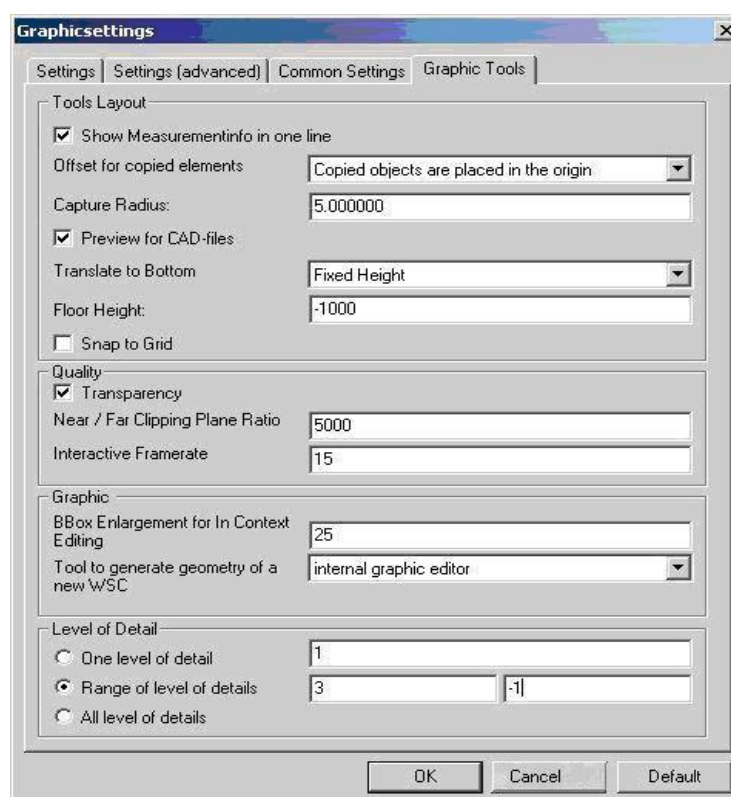 Graphicsettings
Settings
Settings (advanced)
Common Settings
Graphic Tools
Tools Layout
Show Measurementinfo in one line
Offset for copied elements
Copied objects are placed in the origin
Capture Radius:
5.000000
Preview for CAD-files
Translate to Bottom
Fixed Height
Floor Height:
-1000
Snap to Grid
Quality
Transparency
Near / Far Clipping Plane Ratio
5000
Interactive Framerate
15
Graphic
BBox Enlargement for In Context
Editing
25
Tool to generate geometry of a
new WSC
internal graphic editor
Level of Detail
One level of detail
1
Range of level of details
3
-1
All level of details
OK
Cancel
Default